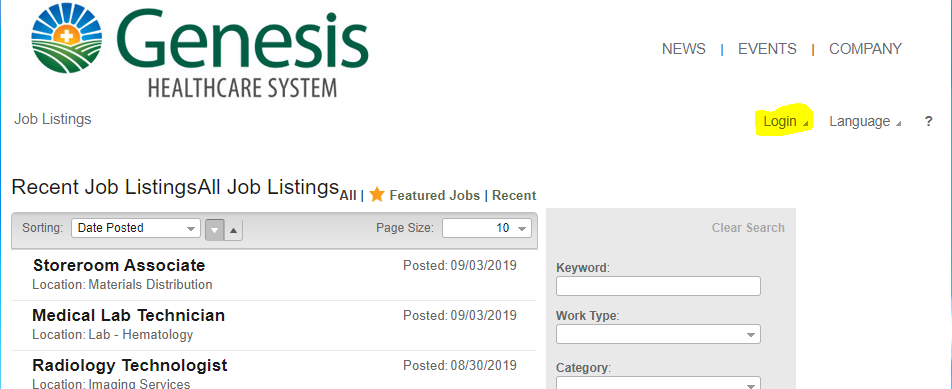 Genesis
HEALTHCARE SYSTEM
NEWS | EVENTS | COMPANY
Job Listings
Login Language ?
Recent Job ListingsAll Job Listings All | Featured Jobs | Recent
Sorting: Date Posted Page Size: 10
Storeroom Associate Posted: 09/03/2019
Location: Materials Distribution
Medical Lab Technician Posted: 09/03/2019
Location: Lab - Hematology
Radiology Technologist Posted: 08/30/2019
Location: Imaging Services
Clear Search
Keyword:
Work Type:
Category: